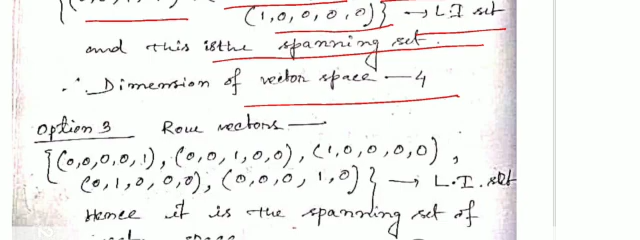 (1,0,0,0,0)} → L.I set
and this is the spanning set.
∴ Dimension of vector space — 4
Option 3 Row vectors —
{(0,0,0,0,1), (0,0,1,0,0), (1,0,0,0,0),
(0,1,0,0,0), (0,0,0,1,0)} → L.I. set
Hence it is the spanning set of